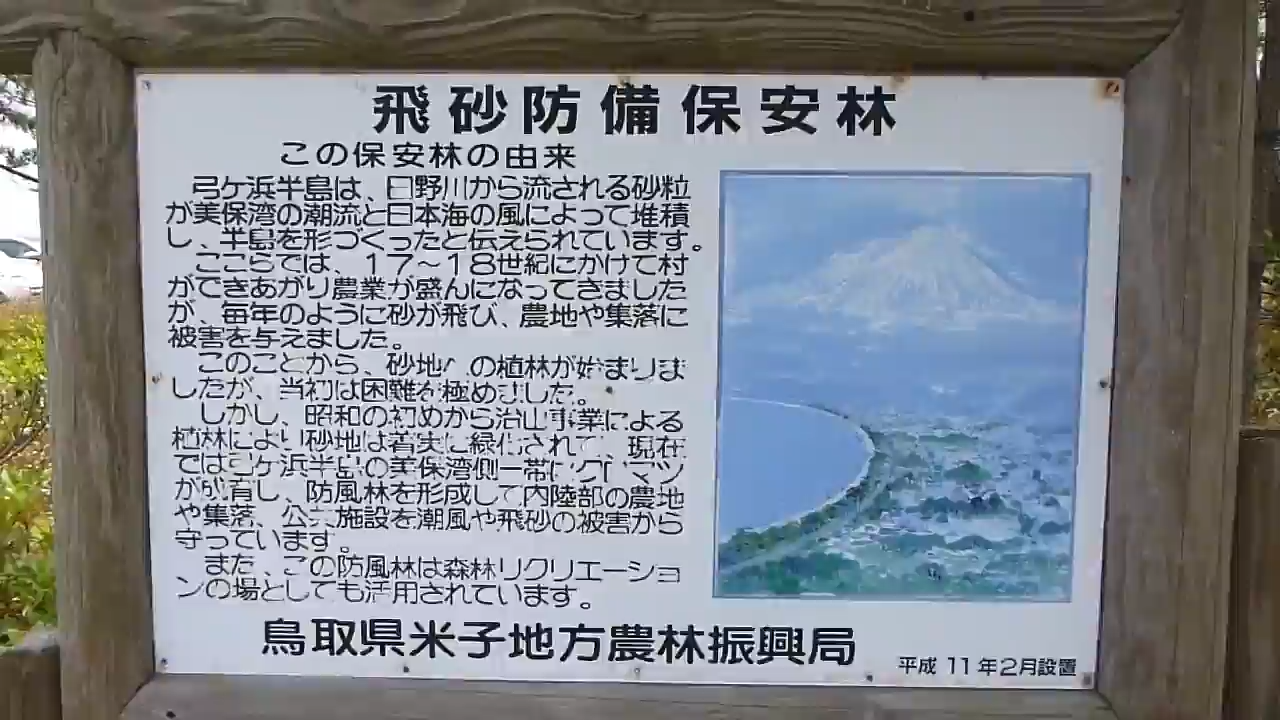 飛砂防備保安林
この保安林の由来
弓ケ浜半島は、日野川から流される砂粒
が美保湾の潮流と日本海の風によって堆積
し、半島を形づくったと伝えられています。
ここらでは、17〜18世紀にかけて村
ができあがり農業が盛んになってきました
が、毎年のように砂が飛び、農地や集落に
被害を与えました。
このことから、砂地への植林が始まりま
したが、当初は困難を極めました。
しかし、昭和の初めから治山事業による
植林により砂地は着実に緑化されて、現在
では弓ケ浜半島の美保湾側一帯にクロマツ
が成育し、防風林を形成して内陸部の農地
や集落、公共施設を潮風や飛砂の被害から
守っています。
また、この防風林は森林リクリエーショ
ンの場としても活用されています。
鳥取県米子地方農林振興局
平成11年2月設置